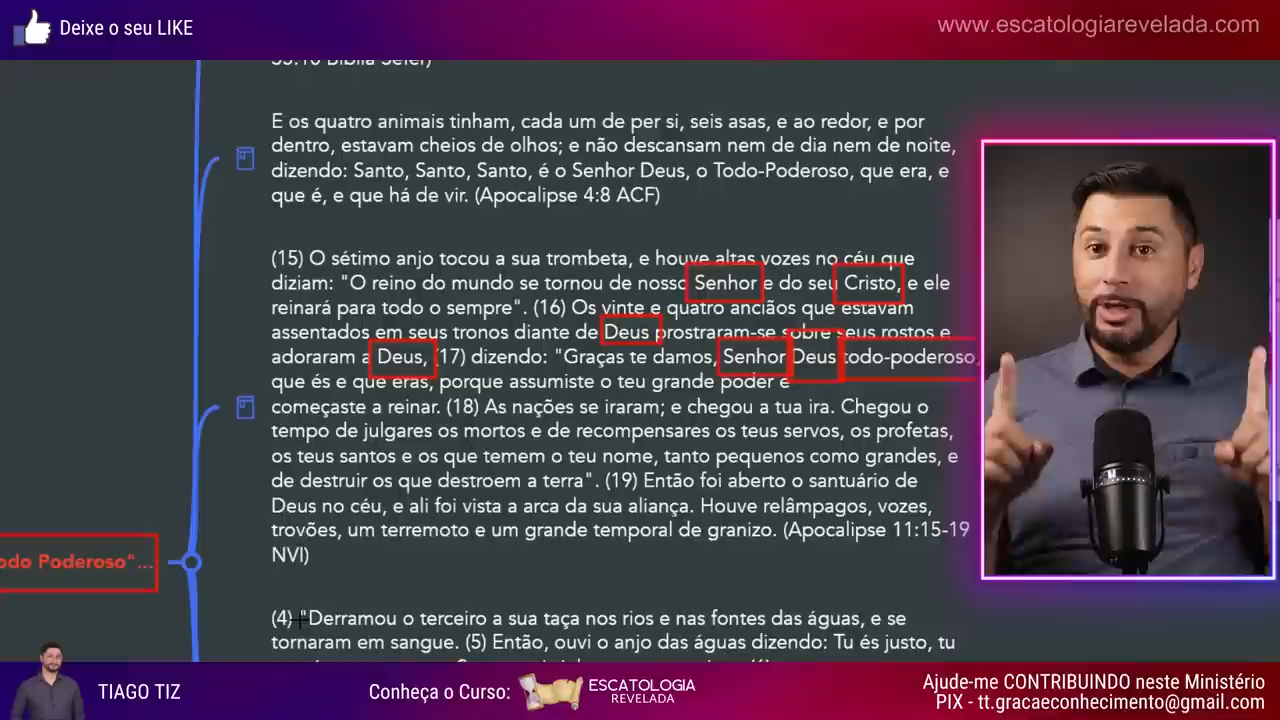 Deixe o seu LIKE
www.escatologiarevelada.com
E os quatro animais tinham, cada um de per si, seis asas, e ao redor, e por
dentro, estavam cheios de olhos; e não descansam nem de dia nem de noite,
dizendo: Santo, Santo, Santo, é o Senhor Deus, o Todo-Poderoso, que era, e
que é, e que há de vir. (Apocalipse 4:8 ACF)
(15) O sétimo anjo tocou a sua trombeta, e houve altas vozes no céu que
diziam: "O reino do mundo se tornou de nosso Senhor e do seu Cristo, e ele
reinará para todo o sempre". (16) Os vinte e quatro anciãos que estavam
assentados em seus tronos diante de Deus prostraram-se sobre seus rostos e
adoraram a Deus, (17) dizendo: "Graças te damos, Senhor Deus todo-poderoso,
que és e que eras, porque assumiste o teu grande poder e
começaste a reinar. (18) As nações se iraram; e chegou a tua ira. Chegou o
tempo de julgares os mortos e de recompensares os teus servos, os profetas,
os teus santos e os que temem o teu nome, tanto pequenos como grandes, e
de destruir os que destroem a terra". (19) Então foi aberto o santuário de
Deus no céu, e ali foi vista a arca da sua aliança. Houve relâmpagos, vozes,
trovões, um terremoto e um grande temporal de granizo. (Apocalipse 11:15-19
NVI)
odo Poderoso"...
(4) "Derramou o terceiro a sua taça nos rios e nas fontes das águas, e se
tornaram em sangue. (5) Então, ouvi o anjo das águas dizendo: Tu és justo, tu
TIAGO TIZ
Conheça o Curso:
ESCATOLOGIA
REVELADA
Ajude-me CONTRIBUINDO neste Ministério
PIX - tt.gracaeconhecimento@gmail.com